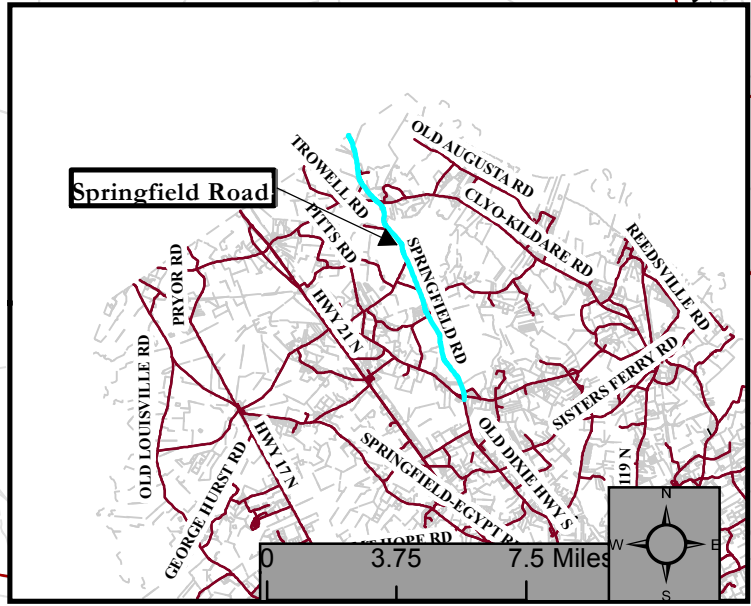 OLD AUGUSTA RD
TROWELL RD
Springfield Road
CLYO-KILDARE RD
PITTS RD
REEDSVILLE RD
PRYOR RD
SPRINGFIELD RD
HWY 21 N
OLD LOUISVILLE RD
SISTERS FERRY RD
HWY 17 N
OLD DIXIE HWY S
SPRINGFIELD-EGYPT R
GEORGE HURST RD
119 N
HOPE RD
N
W
E
S
0 3.75 7.5 Miles